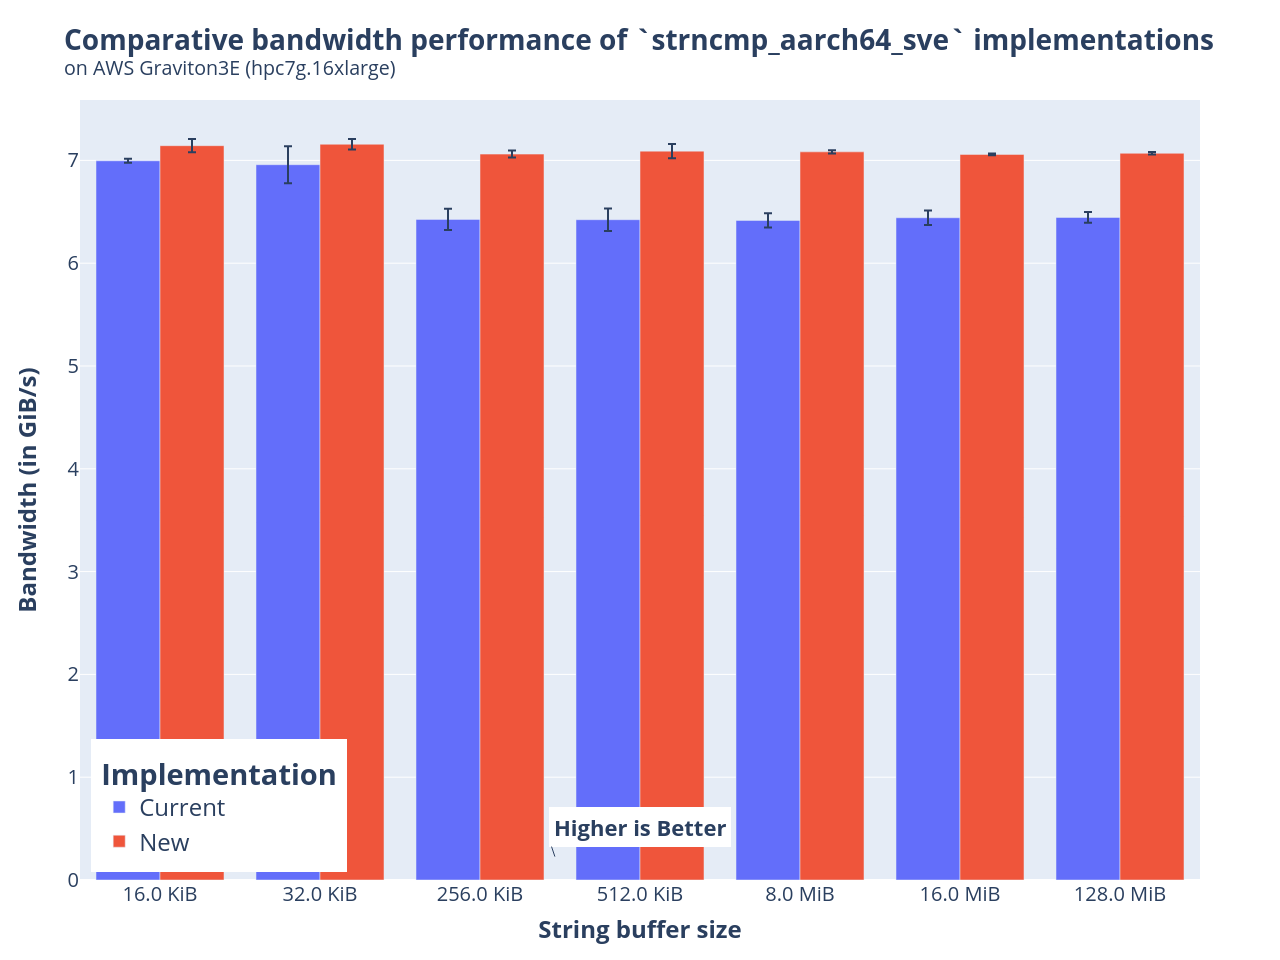 Comparative bandwidth performance of `strncmp_aarch64_sve` implementations
on AWS Graviton3E (hpc7g.16xlarge)
Bandwidth (in GiB/s)
7
6
5
4
3
2
1
0
Implementation
Current
New
Higher is Better
16.0 KiB
32.0 KiB
256.0 KiB
512.0 KiB
8.0 MiB
16.0 MiB
128.0 MiB
String buffer size